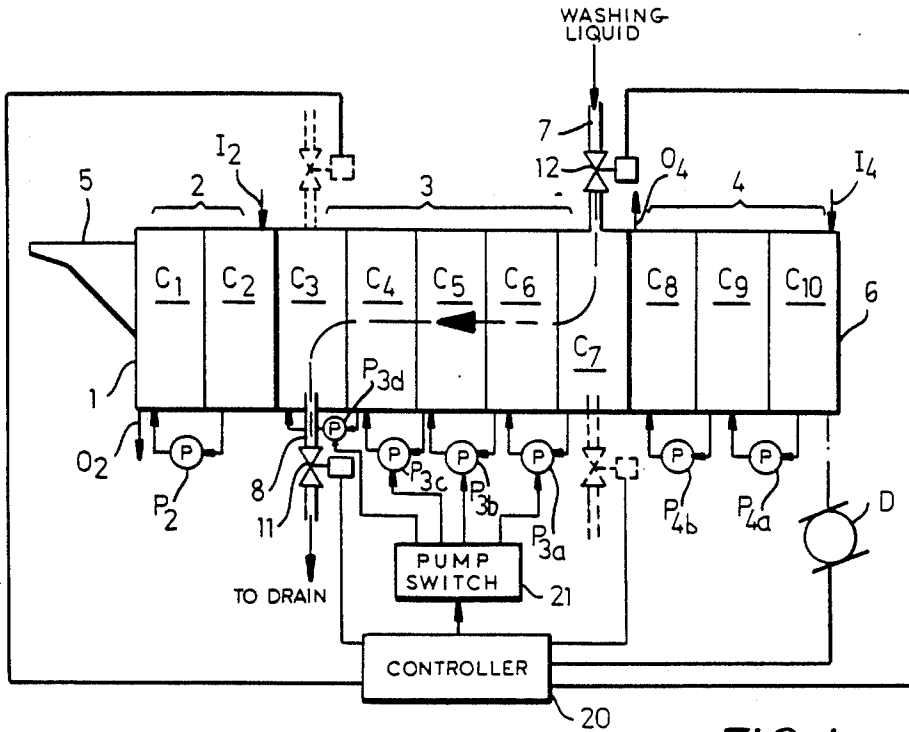 WASHING
LIQUID
7
12
O4
I4
I2
5
2
3
4
C1
C2
C3
C4
C5
C6
C7
C8
C9
C10
6
1
O2
P
P2
8
11
P
P3d
P
P3c
P
P3b
P
P3a
P
P4b
P
P4a
D
TO DRAIN
PUMP
SWITCH
21
CONTROLLER
20